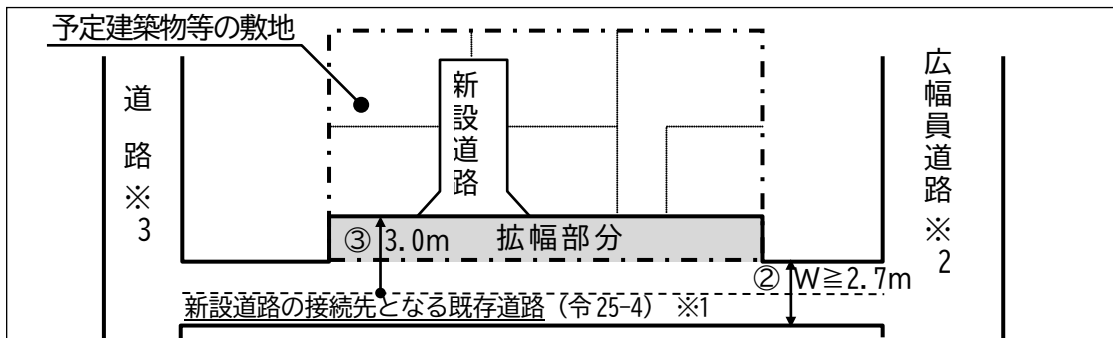 予定建築物等の敷地
道路※3
新設道路
広幅員道路※2
③ 3.0m 拡幅部分
② W≧2.7m
新設道路の接続先となる既存道路（令25-4） ※1